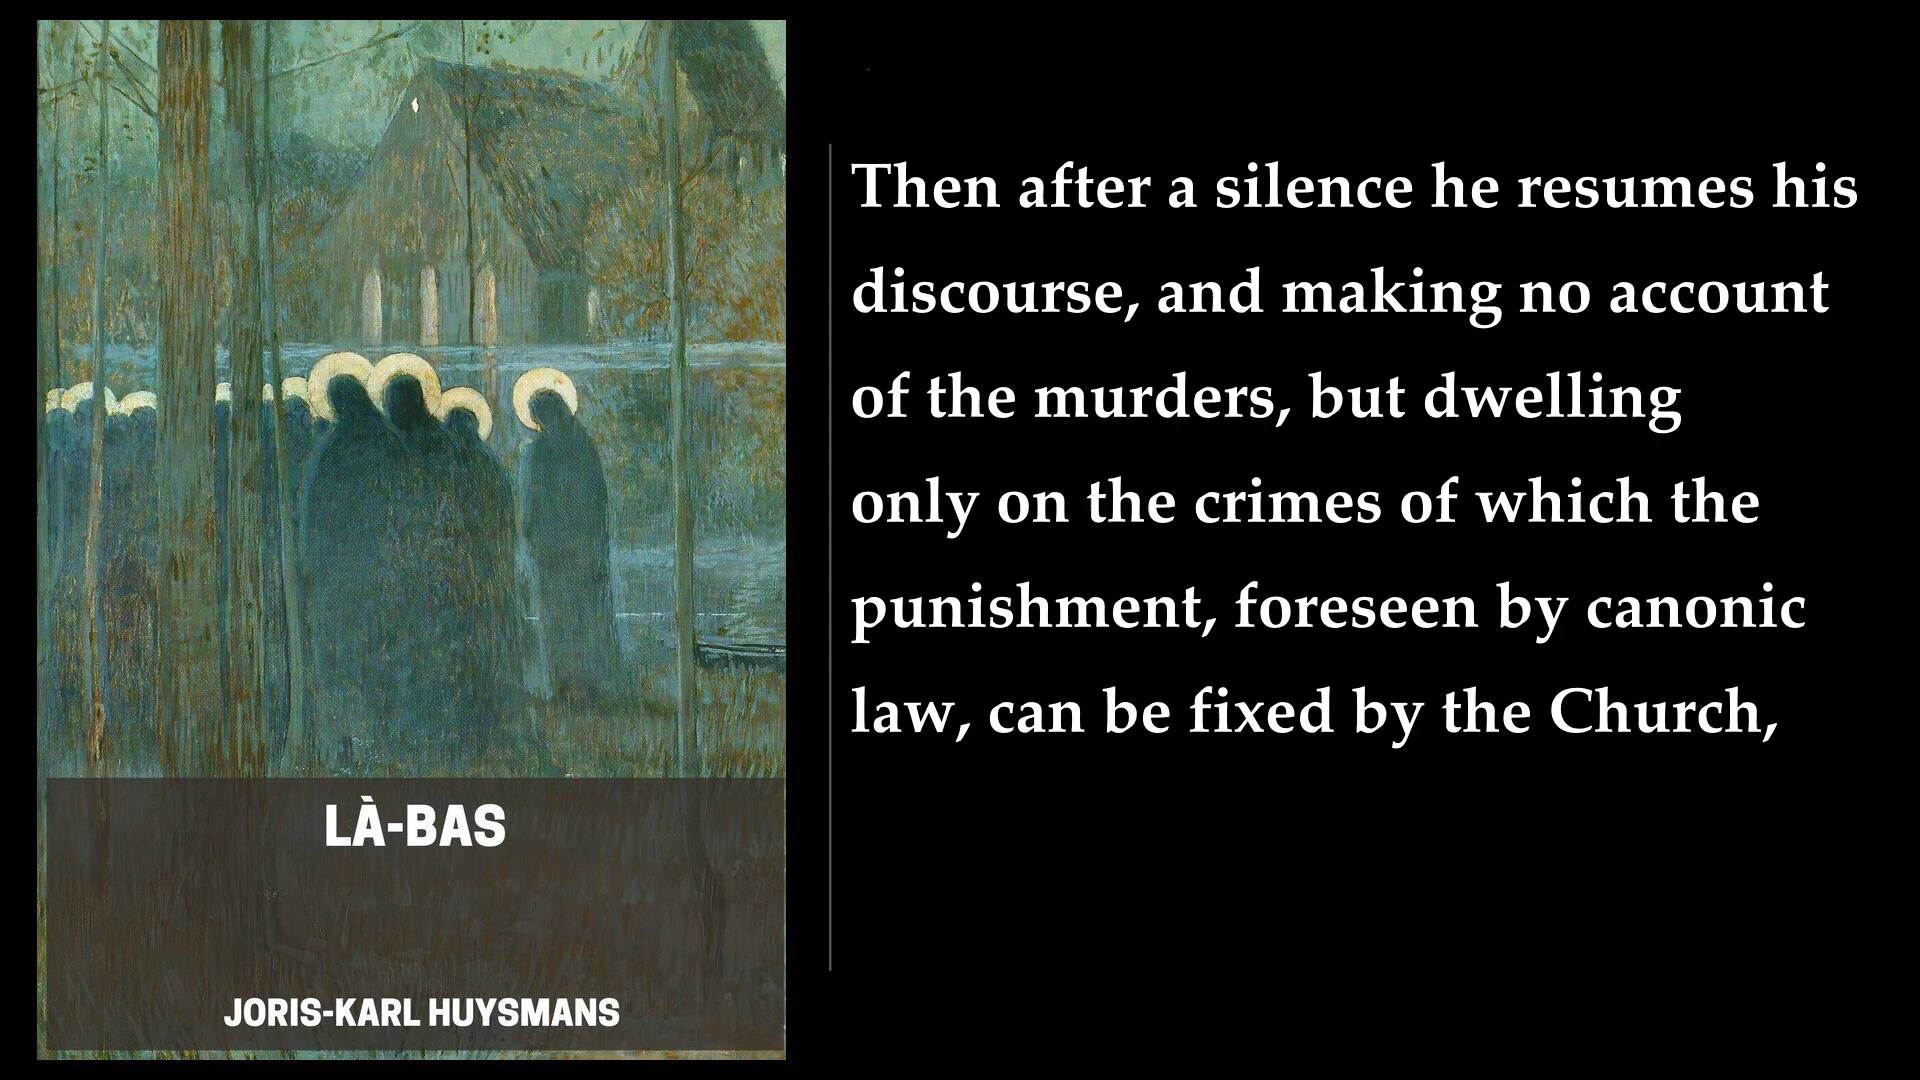 LÀ-BAS
JORIS-KARL HUYSMANS
Then after a silence he resumes his
discourse, and making no account
of the murders, but dwelling
only on the crimes of which the
punishment, foreseen by canonic
law, can be fixed by the Church,